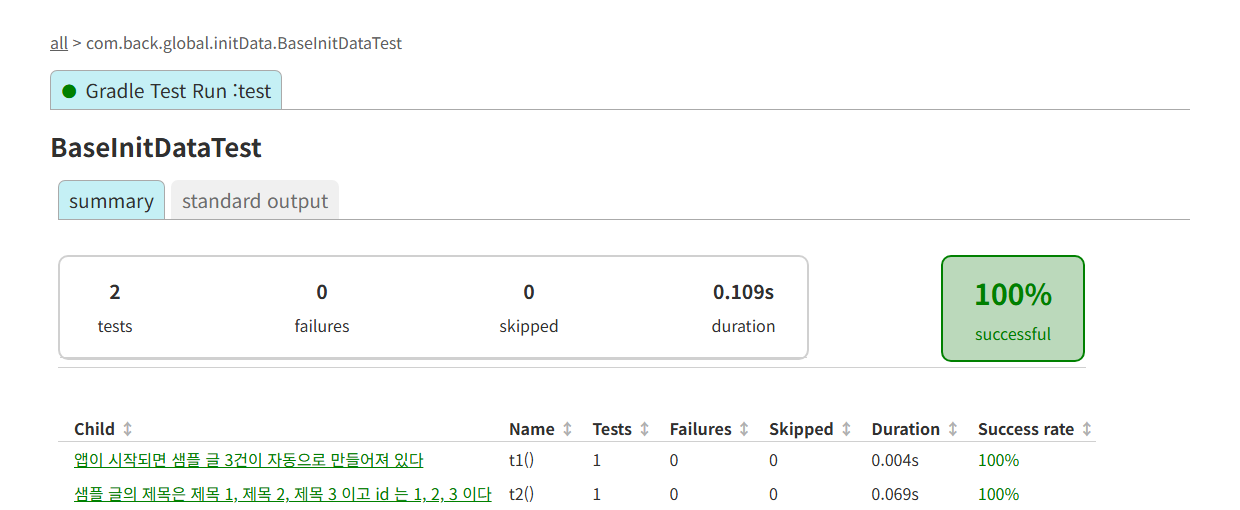 all > com.back.global.initData.BaseInitDataTest
Gradle Test Run :test
BaseInitDataTest
summary standard output
2 0 0 0.109s 100%
tests failures skipped duration successful
Child Name Tests Failures Skipped Duration Success rate
앱이 시작되면 샘플 글 3건이 자동으로 만들어져 있다 t1() 1 0 0 0.004s 100%
샘플 글의 제목은 제목 1, 제목 2, 제목 3 이고 id 는 1, 2, 3 이다 t2() 1 0 0 0.069s 100%